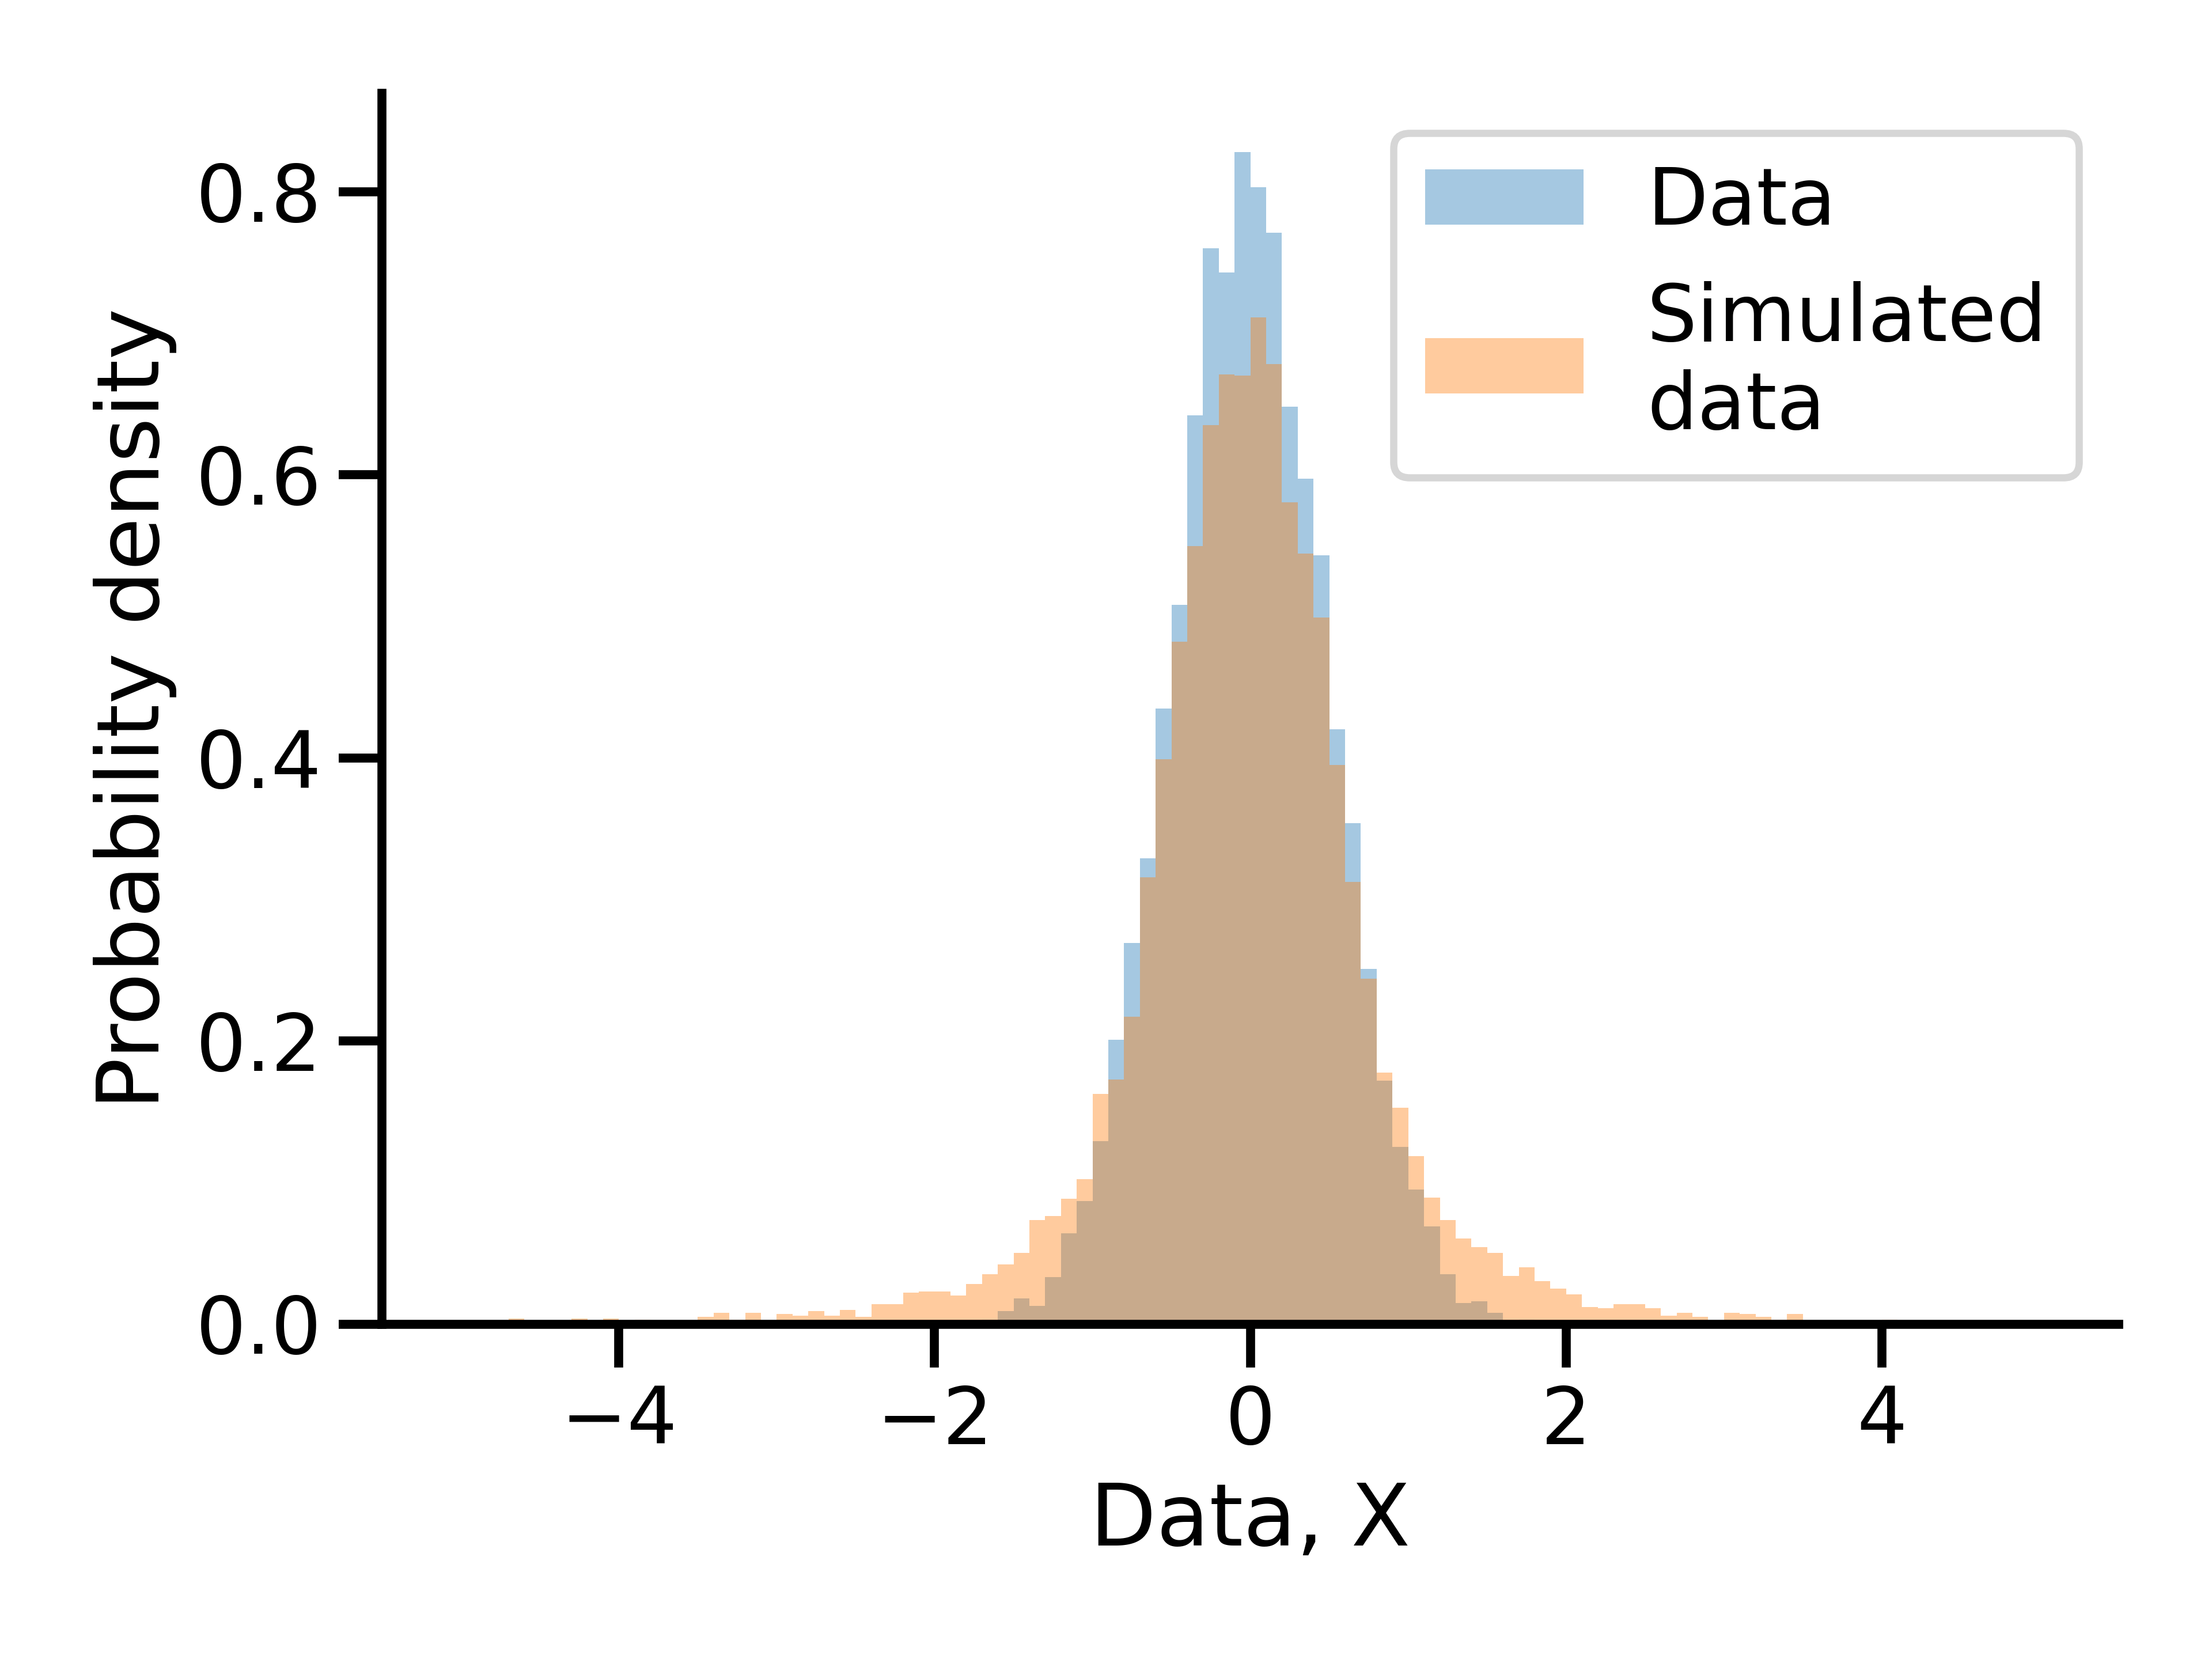 Data
Simulated
data
Probability density
0.8
0.6
0.4
0.2
0.0
−4
−2
0
2
4
Data, X